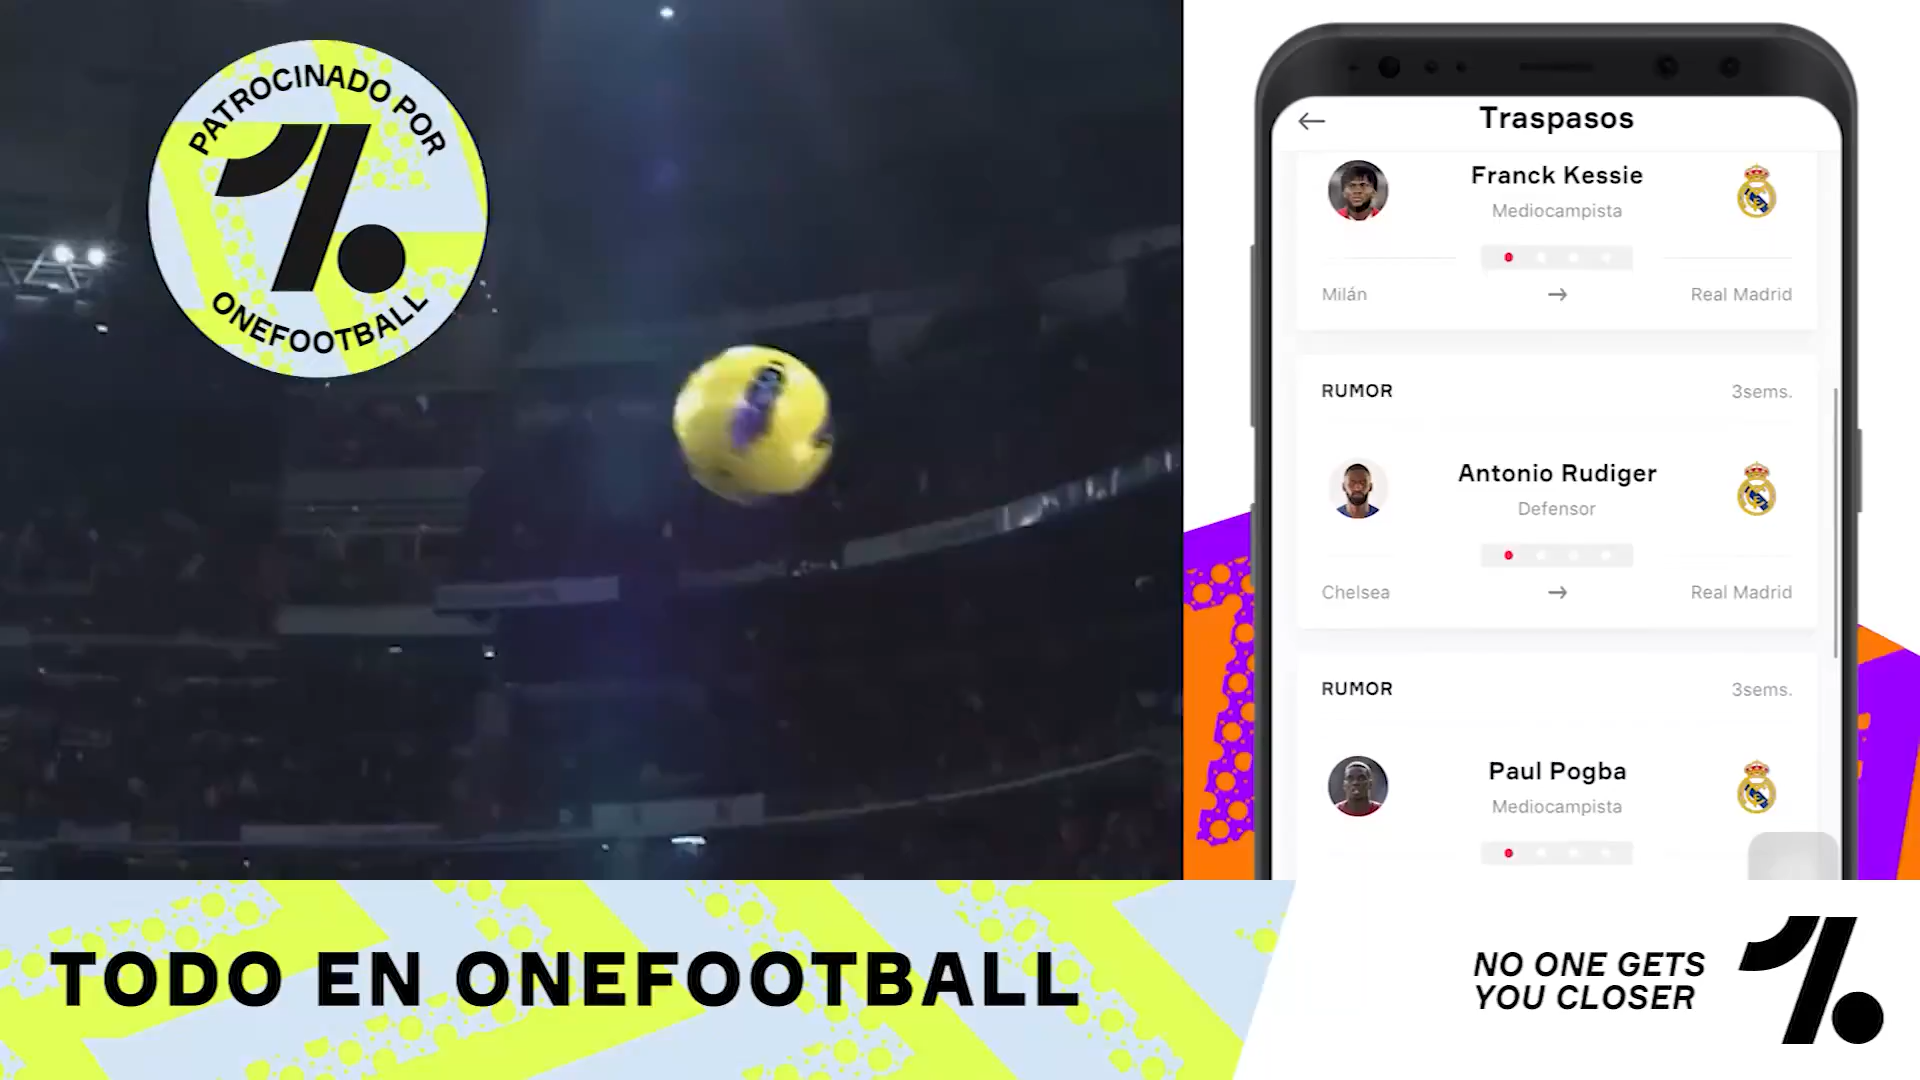 PATROCINADO POR
ONEFOOTBALL
Traspasos
Franck Kessie
Mediocampista
Milán → Real Madrid
RUMOR 3sems.
Antonio Rudiger
Defensor
Chelsea → Real Madrid
RUMOR 3sems.
Paul Pogba
Mediocampista
TODO EN ONEFOOTBALL
NO ONE GETS
YOU CLOSER